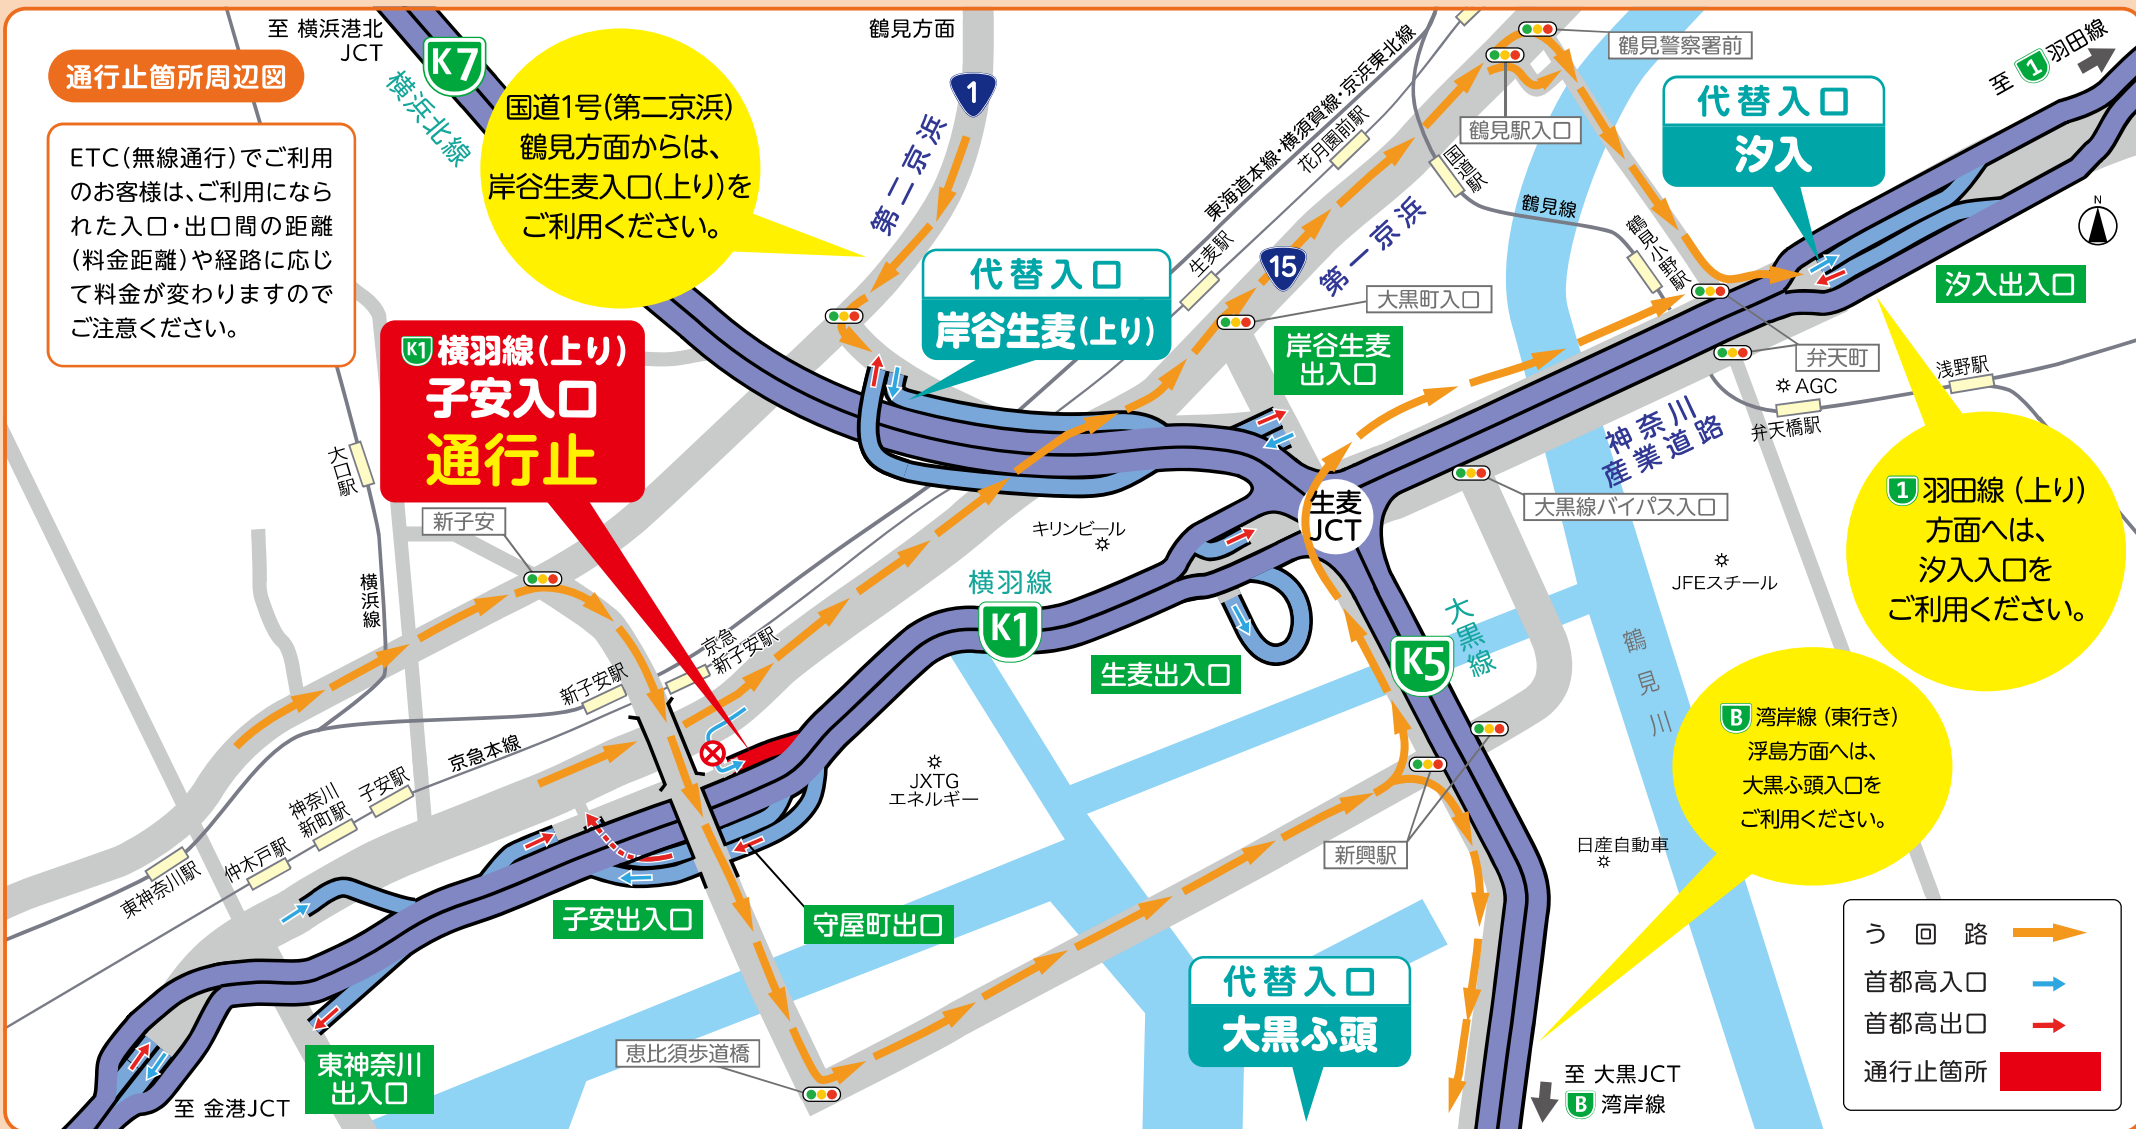 通行止箇所周辺図
ETC(無線通行)でご利用
のお客様は、ご利用になら
れた入口・出口間の距離
(料金距離)や経路に応じ
て料金が変わりますので
ご注意ください。
至 横浜港北
JCT
K7
横浜北線
国道1号(第二京浜)
鶴見方面からは、
岸谷生麦入口(上り)を
ご利用ください。
鶴見方面
1
第二京浜
代替入口
岸谷生麦(上り)
東海道本線・横須賀線・京浜東北線
花月園前駅
生麦駅
15
第一京浜
大黒町入口
岸谷生麦
出入口
鶴見警察署前
鶴見駅入口
国道駅
鶴見線
鶴見小野駅
代替入口
汐入
至 1 羽田線
N
汐入出入口
弁天町
AGC
浅野駅
弁天橋駅
神奈川
産業道路
大黒線バイパス入口
1 羽田線 (上り)
方面へは、
汐入入口を
ご利用ください。
JFEスチール
鶴見川
K1 横羽線(上り)
子安入口
通行止
大口駅
新子安
横浜線
キリンビール
生麦
JCT
横羽線
K1
大黒線
K5
生麦出入口
京急
新子安駅
新子安駅
京急本線
子安駅
神奈川
新町駅
仲木戸駅
東神奈川駅
JXTG
エネルギー
子安出入口
守屋町出口
新興駅
日産自動車
B 湾岸線 (東行き)
浮島方面へは、
大黒ふ頭入口を
ご利用ください。
代替入口
大黒ふ頭
恵比須歩道橋
東神奈川
出入口
至 金港JCT
至 大黒JCT
B 湾岸線
う回路
首都高入口
首都高出口
通行止箇所